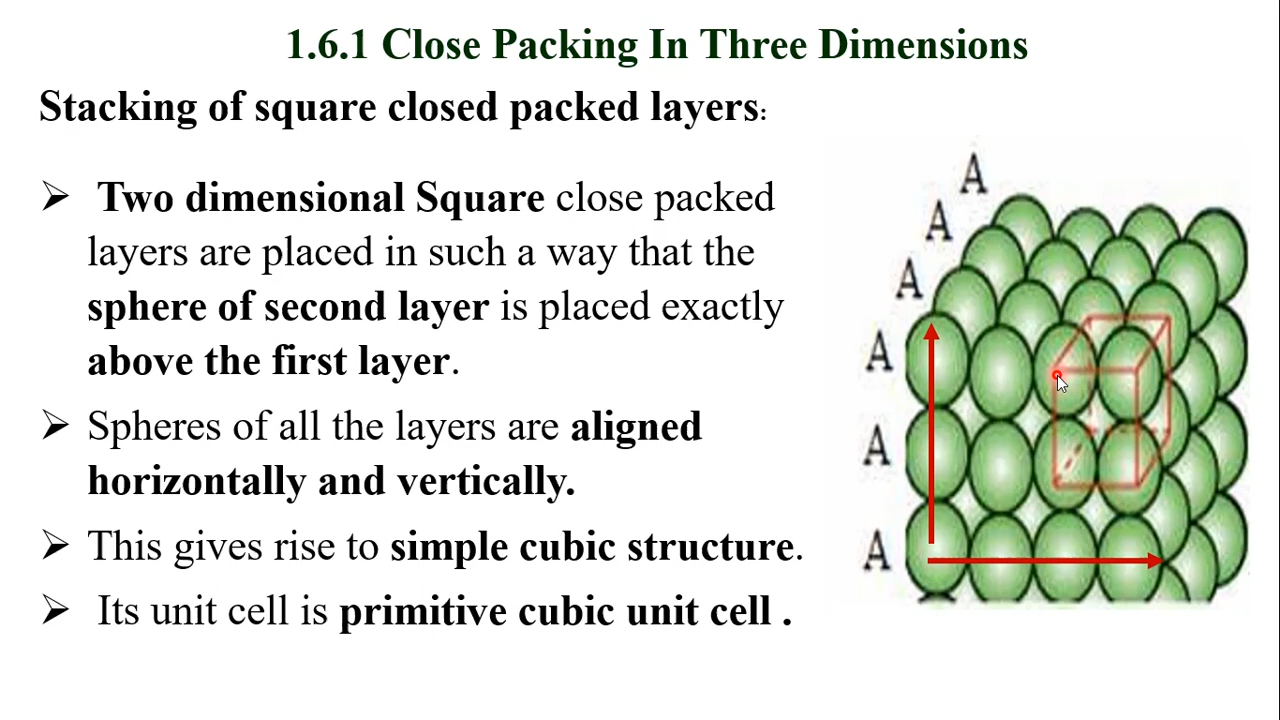 1.6.1 Close Packing In Three Dimensions
Stacking of square closed packed layers:
➢ Two dimensional Square close packed
layers are placed in such a way that the
sphere of second layer is placed exactly
above the first layer.
➢ Spheres of all the layers are aligned
horizontally and vertically.
➢ This gives rise to simple cubic structure.
➢ Its unit cell is primitive cubic unit cell .
A
A
A
A
A
A